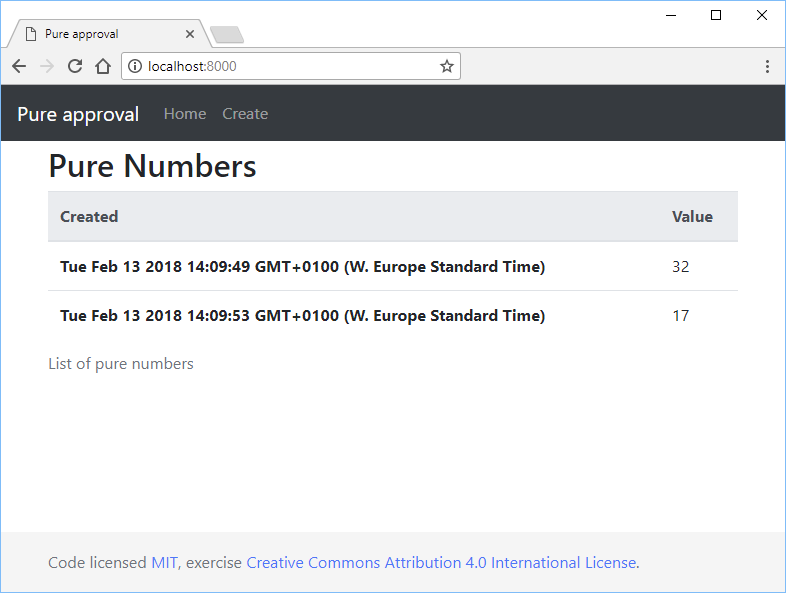 Pure approval
localhost:8000
Pure approval Home Create
Pure Numbers
Created Value
Tue Feb 13 2018 14:09:49 GMT+0100 (W. Europe Standard Time) 32
Tue Feb 13 2018 14:09:53 GMT+0100 (W. Europe Standard Time) 17
List of pure numbers
Code licensed MIT, exercise Creative Commons Attribution 4.0 International License.